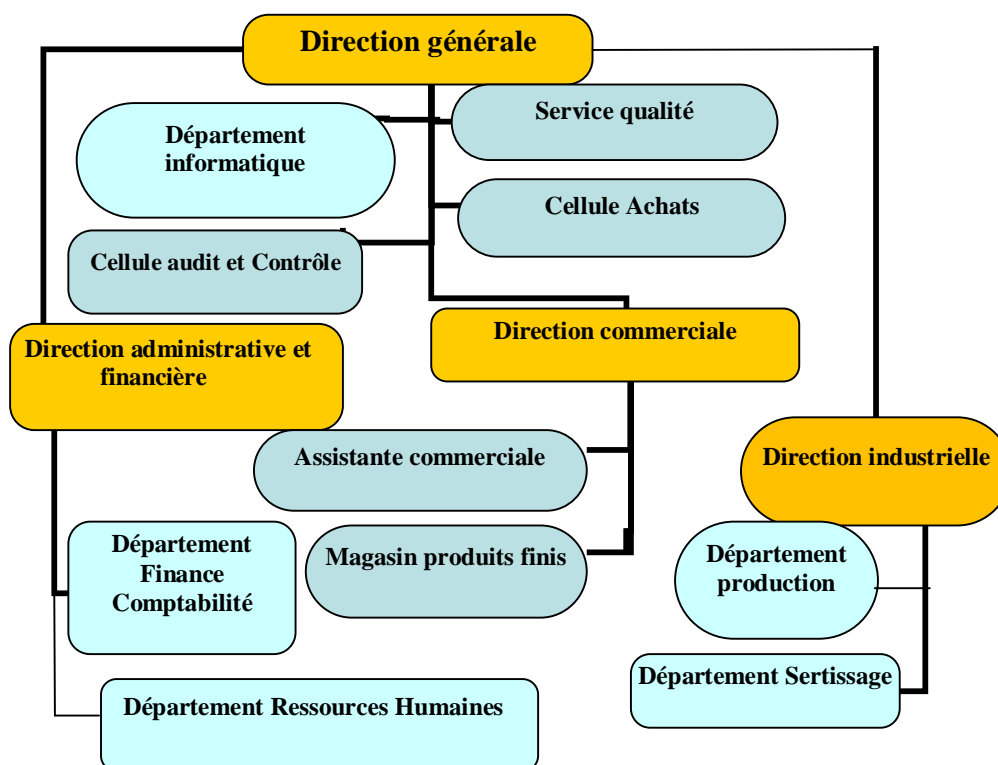 Direction générale
Service qualité
Département
informatique
Cellule Achats
Cellule audit et Contrôle
Direction commerciale
Direction administrative et
financière
Assistante commerciale
Direction industrielle
Département
Finance
Comptabilité
Magasin produits finis
Département
production
Département Sertissage
Département Ressources Humaines